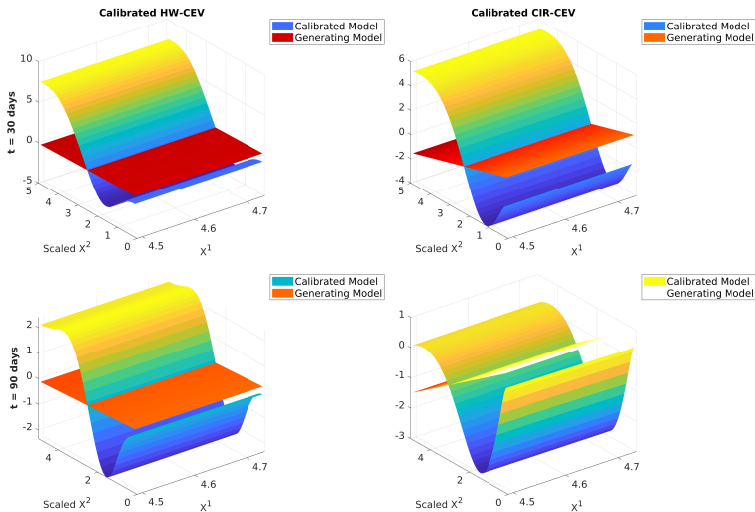 Calibrated HW-CEV
Calibrated Model
Generating Model
t = 30 days
10
5
0
-5
5
4
3
2
1
0
Scaled X²
4.5
4.6
4.7
X¹
Calibrated CIR-CEV
Calibrated Model
Generating Model
6
4
2
0
-2
-4
5
4
3
2
1
0
Scaled X²
4.5
4.6
4.7
X¹
Calibrated Model
Generating Model
t = 90 days
2
1
0
-1
-2
4
2
0
Scaled X²
4.5
4.6
4.7
X¹
Calibrated Model
Generating Model
1
0
-1
-2
-3
4
2
0
Scaled X²
4.5
4.6
4.7
X¹